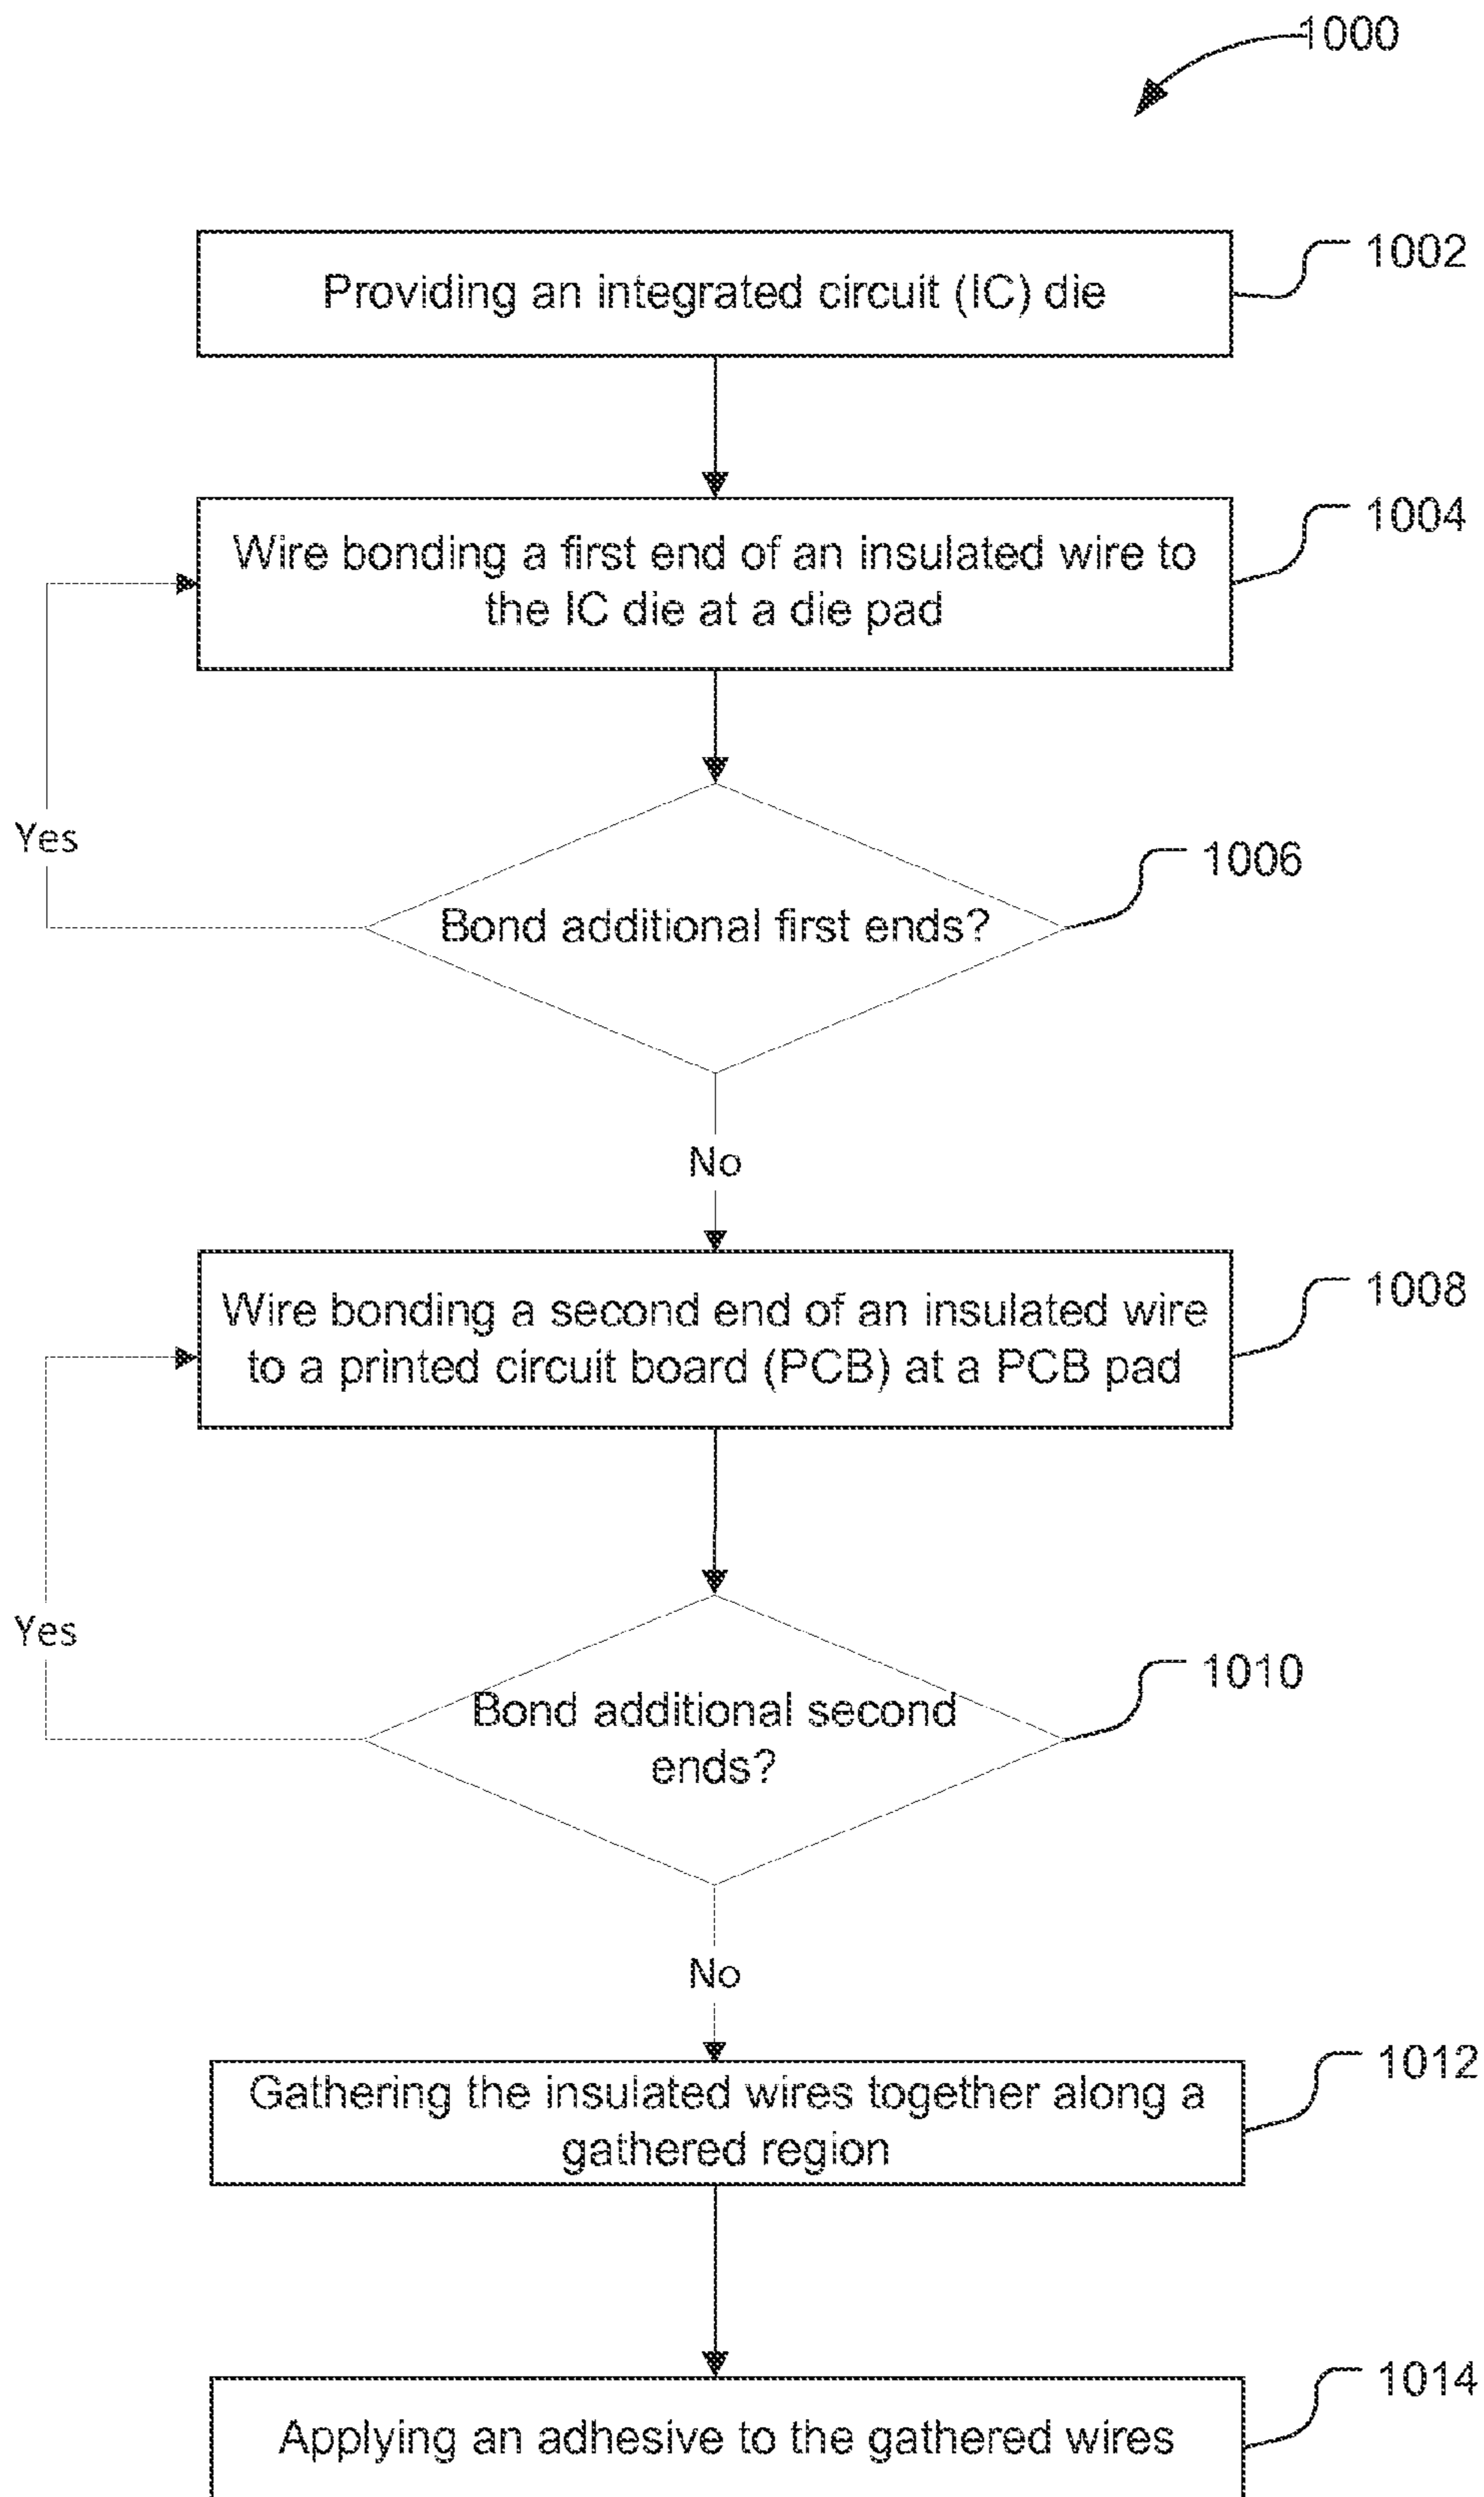 1000
Providing an integrated circuit (IC) die
1002
Wire bonding a first end of an insulated wire to
the IC die at a die pad
1004
Yes
Bond additional first ends?
1006
No
Wire bonding a second end of an insulated wire
to a printed circuit board (PCB) at a PCB pad
1008
Yes
Bond additional second
ends?
1010
No
Gathering the insulated wires together along a
gathered region
1012
Applying an adhesive to the gathered wires
1014